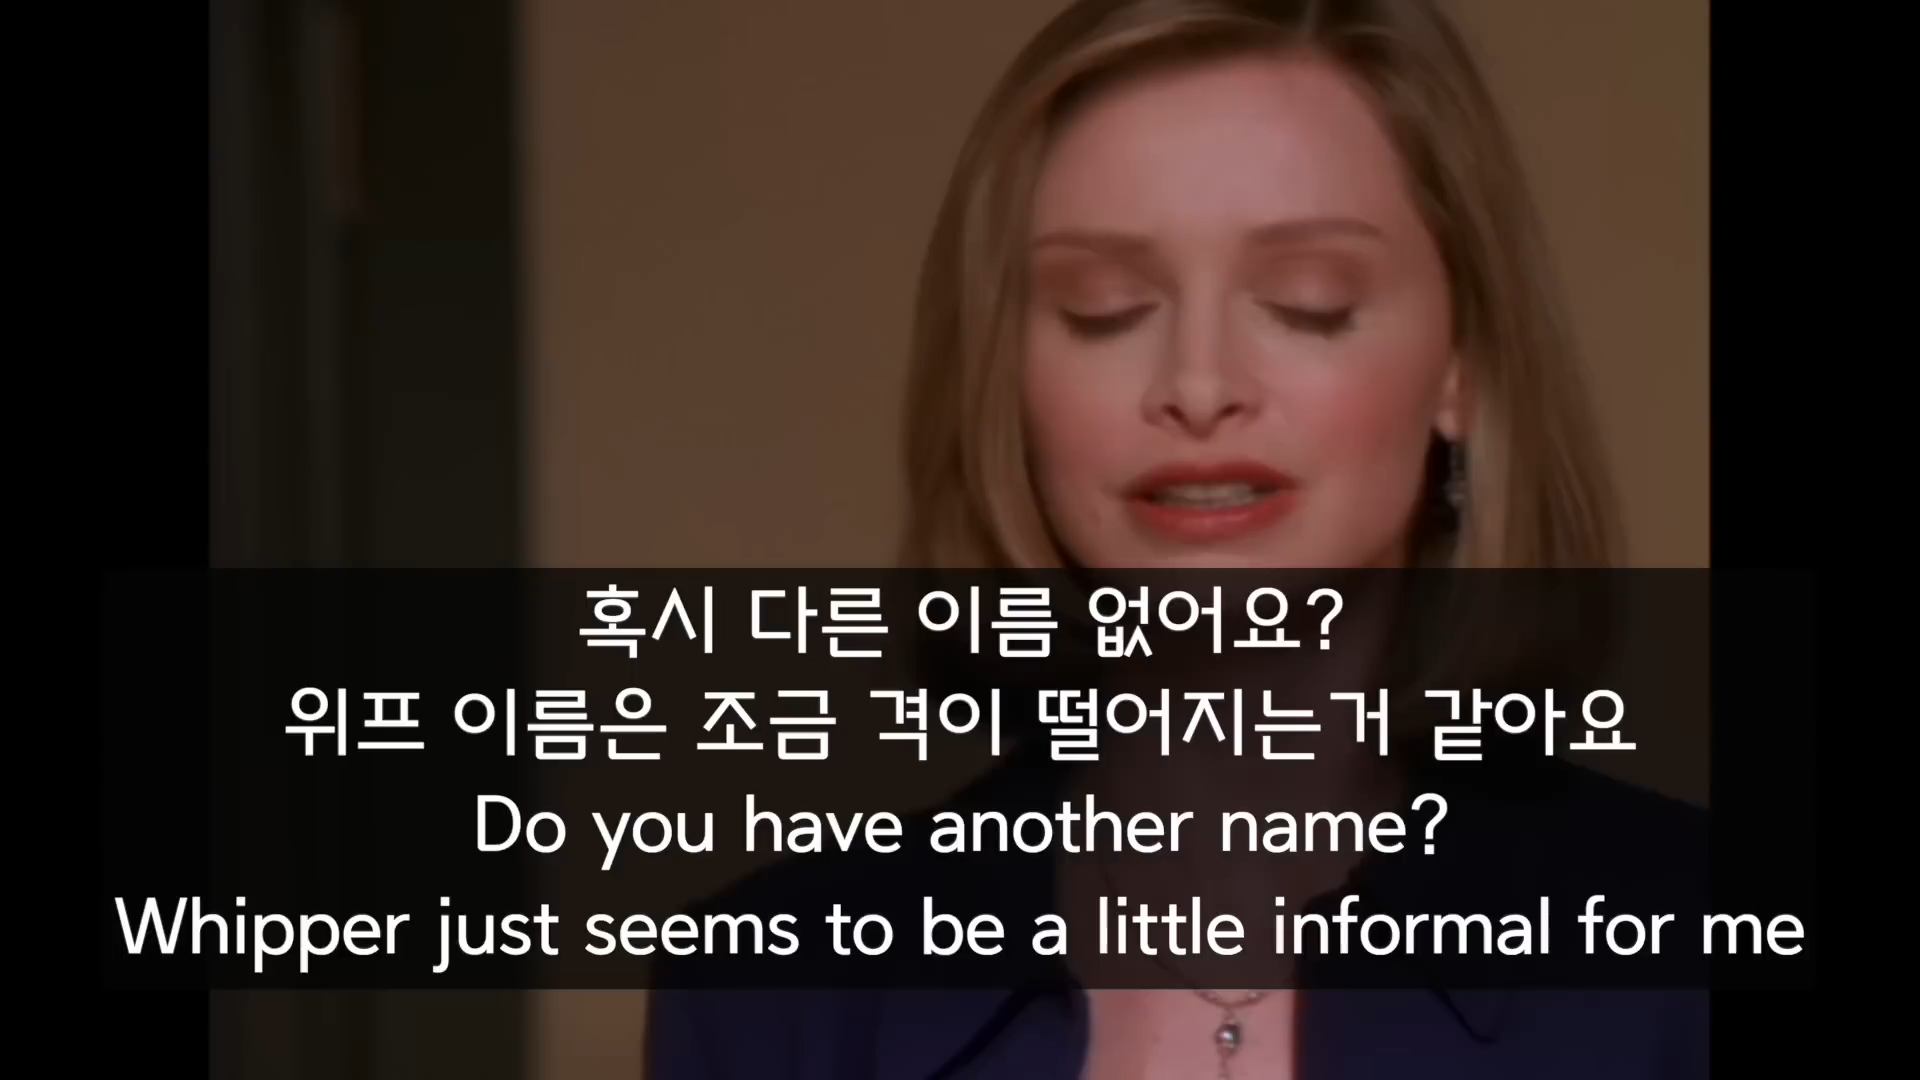 혹시 다른 이름 없어요?
위프 이름은 조금 격이 떨어지는거 같아요
Do you have another name?
Whipper just seems to be a little informal for me